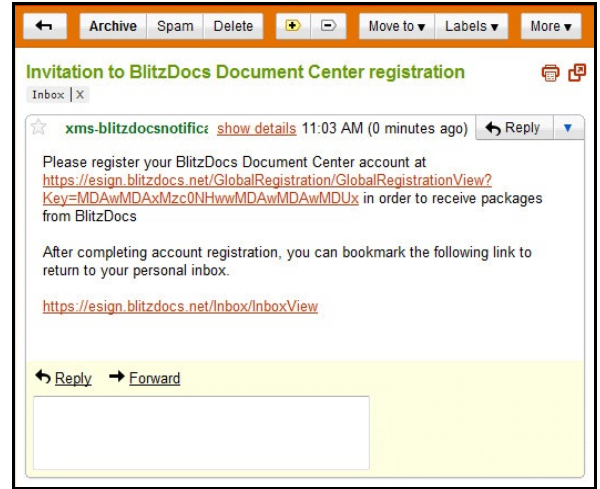 Archive Spam Delete Move to ▾ Labels ▾ More ▾
Invitation to BlitzDocs Document Center registration
Inbox | X
xms-blitzdocsnotifica show details 11:03 AM (0 minutes ago) Reply
Please register your BlitzDocs Document Center account at
https://esign.blitzdocs.net/GlobalRegistration/GlobalRegistrationView?
Key=MDAwMDAxMzc0NHwwMDAwMDAwMDUx in order to receive packages
from BlitzDocs
After completing account registration, you can bookmark the following link to
return to your personal inbox.
https://esign.blitzdocs.net/Inbox/InboxView
Reply Forward